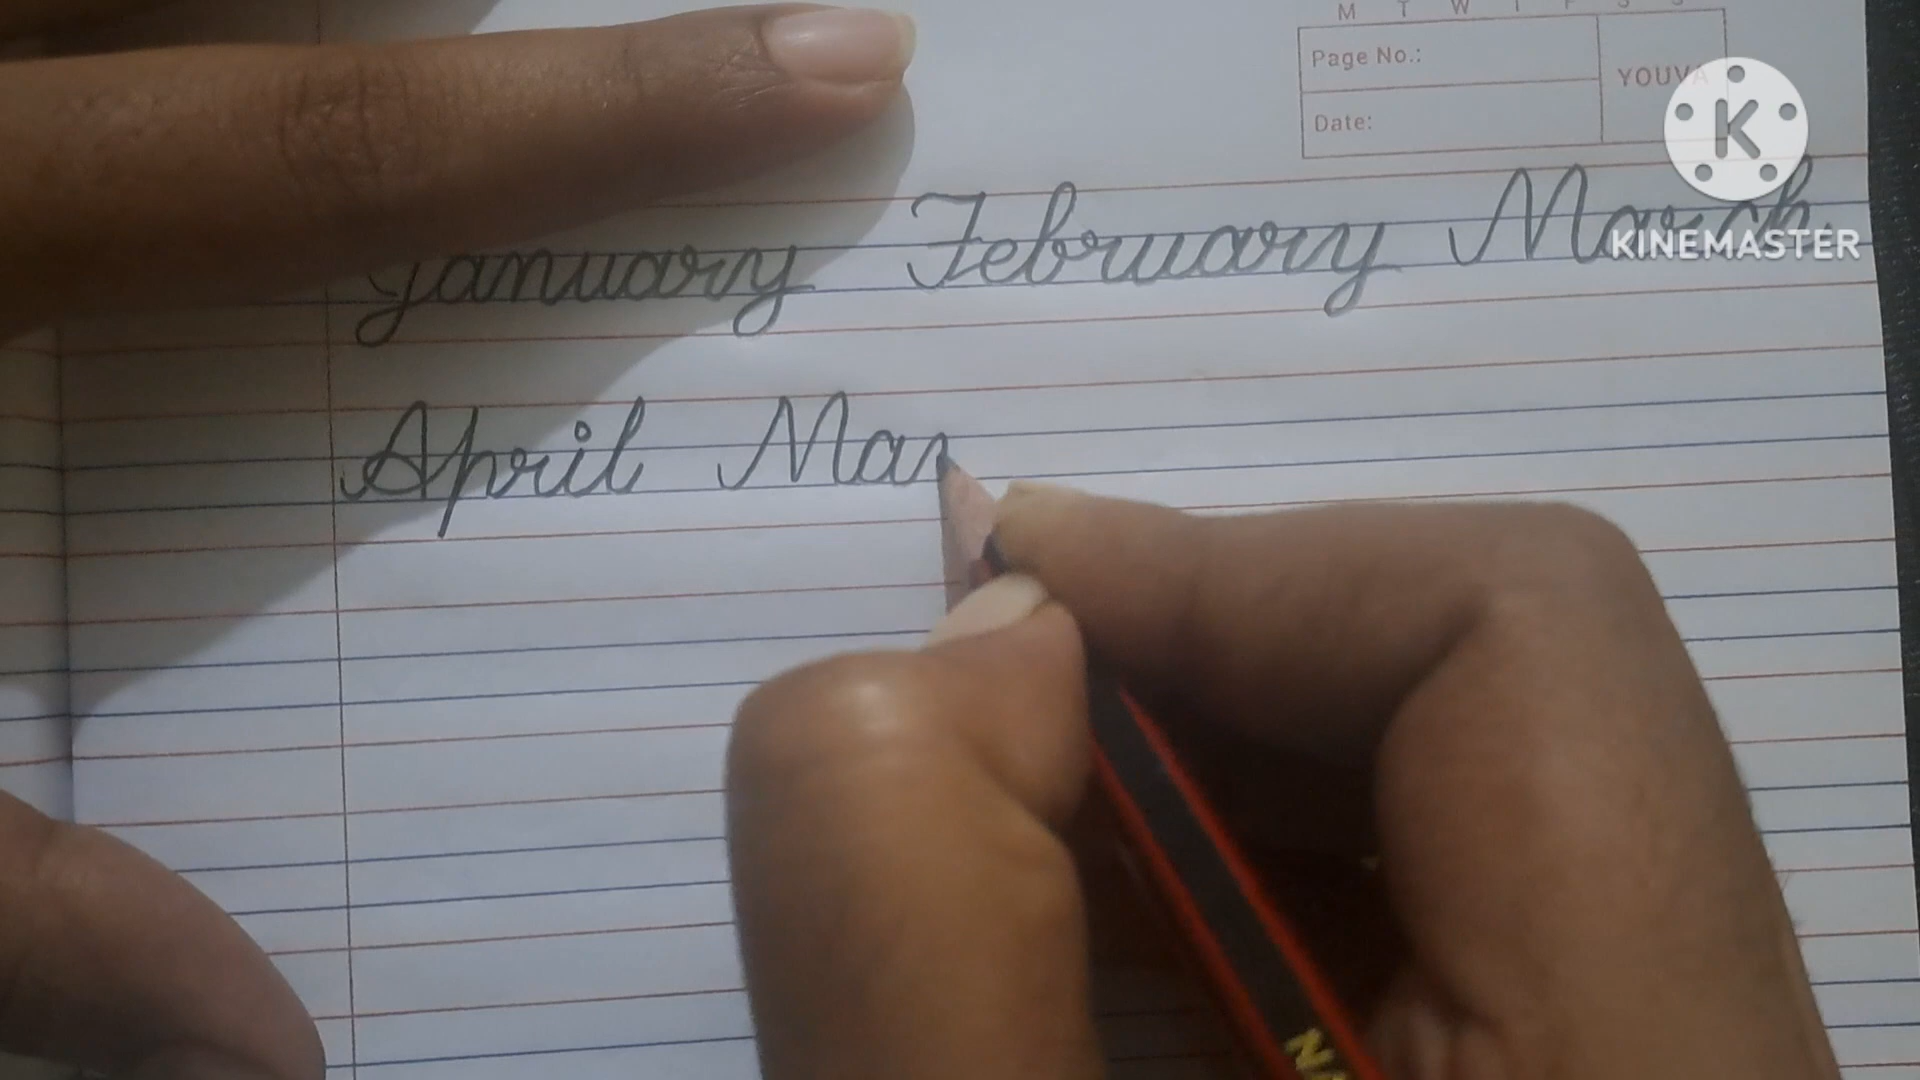 M T W T F S S
Page No.:
YOUVA
Date:
K
KINEMASTER
January February March
April Ma